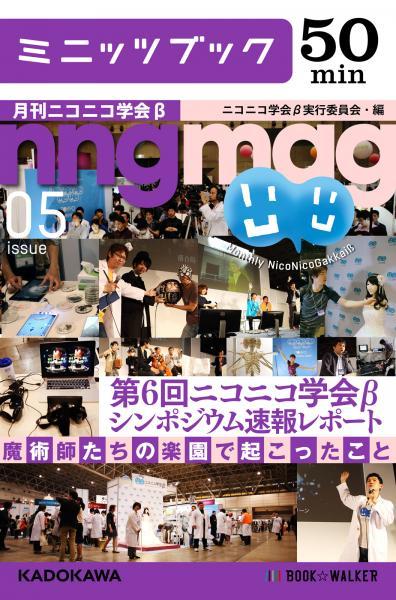 ミニッツブック
50
min
月刊ニコニコ学会β
ニコニコ学会β実行委員会・編
nngmag
05
issue
Monthly NicoNicoGakkaiβ
第6回ニコニコ学会β
シンポジウム速報レポート
魔術師たちの楽園で起こったこと
KADOKAWA
BOOK☆WALKER